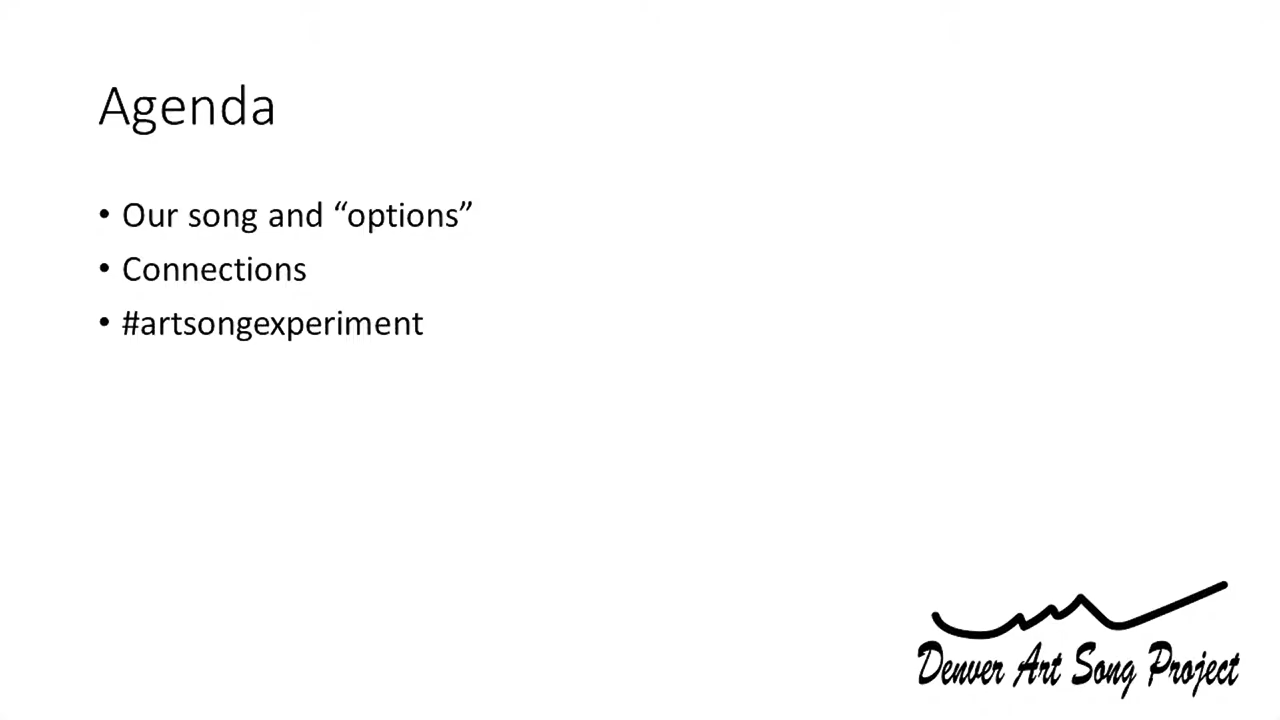 Agenda
• Our song and “options”
• Connections
• #artsongexperiment
Denver Art Song Project